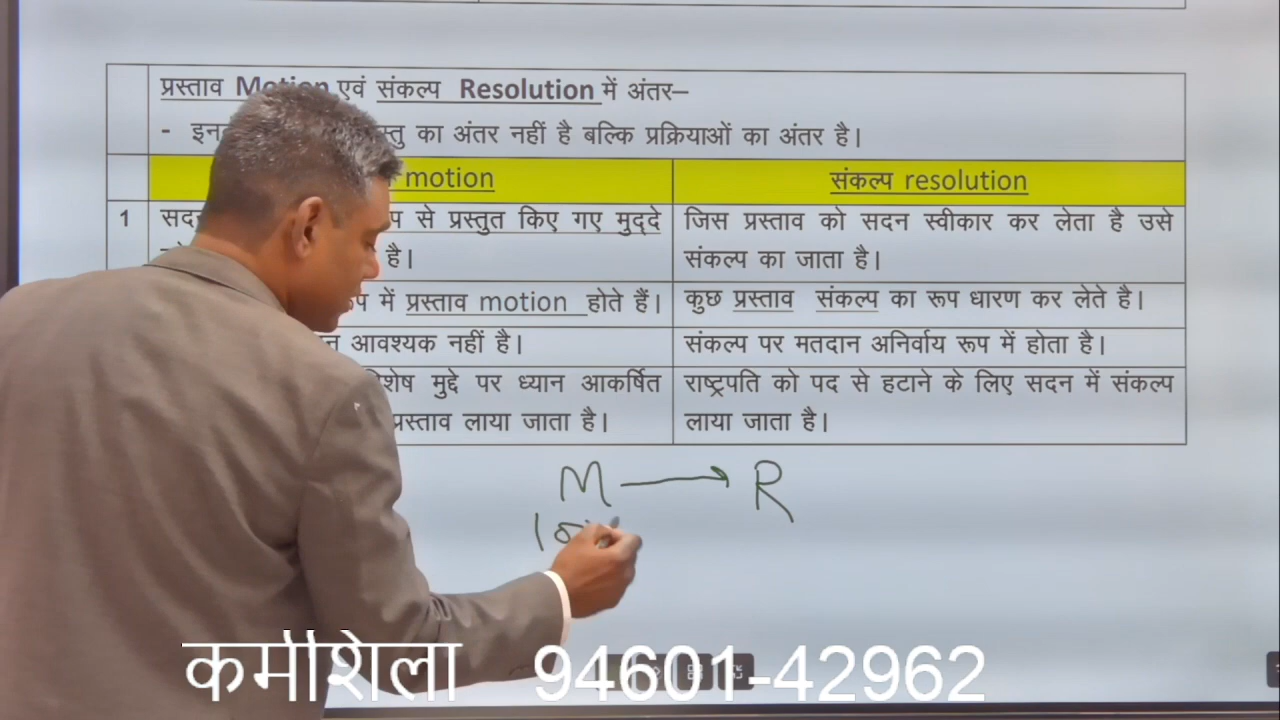 प्रस्ताव एवं संकल्प Resolution में अंतर–
- का अंतर नहीं है बल्कि प्रक्रियाओं का अंतर है।
motion
संकल्प resolution
1
से प्रस्तुत किए गए मुद्दे
है।
जिस प्रस्ताव को सदन स्वीकार कर लेता है उसे
संकल्प का जाता है।
में प्रस्ताव motion होते हैं।
कुछ प्रस्ताव संकल्प का रूप धारण कर लेते है।
आवश्यक नहीं है।
संकल्प पर मतदान अनिर्वाय रूप में होता है।
मुद्दे पर ध्यान आकर्षित
प्रस्ताव लाया जाता है।
राष्ट्रपति को पद से हटाने के लिए सदन में संकल्प
लाया जाता है।
M → R
कर्मशिला 94601-42962